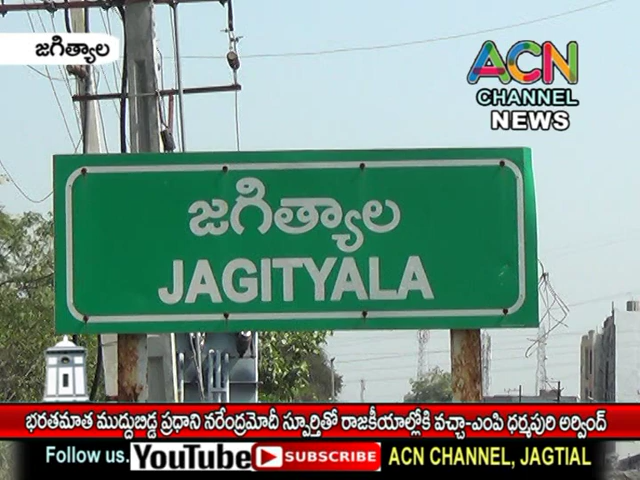 జగిత్యాల
ACN
CHANNEL
NEWS
జగిత్యాల
JAGITYALA
భరతమాత ముద్దుబిడ్డ ప్రధాని నరేంద్రమోదీ స్పూర్తితో రాజకీయాల్లోకి వచ్చా-ఎంపి ధర్మపురి అర్వింద్
Follow us. YouTube SUBSCRIBE ACN CHANNEL, JAGTIAL